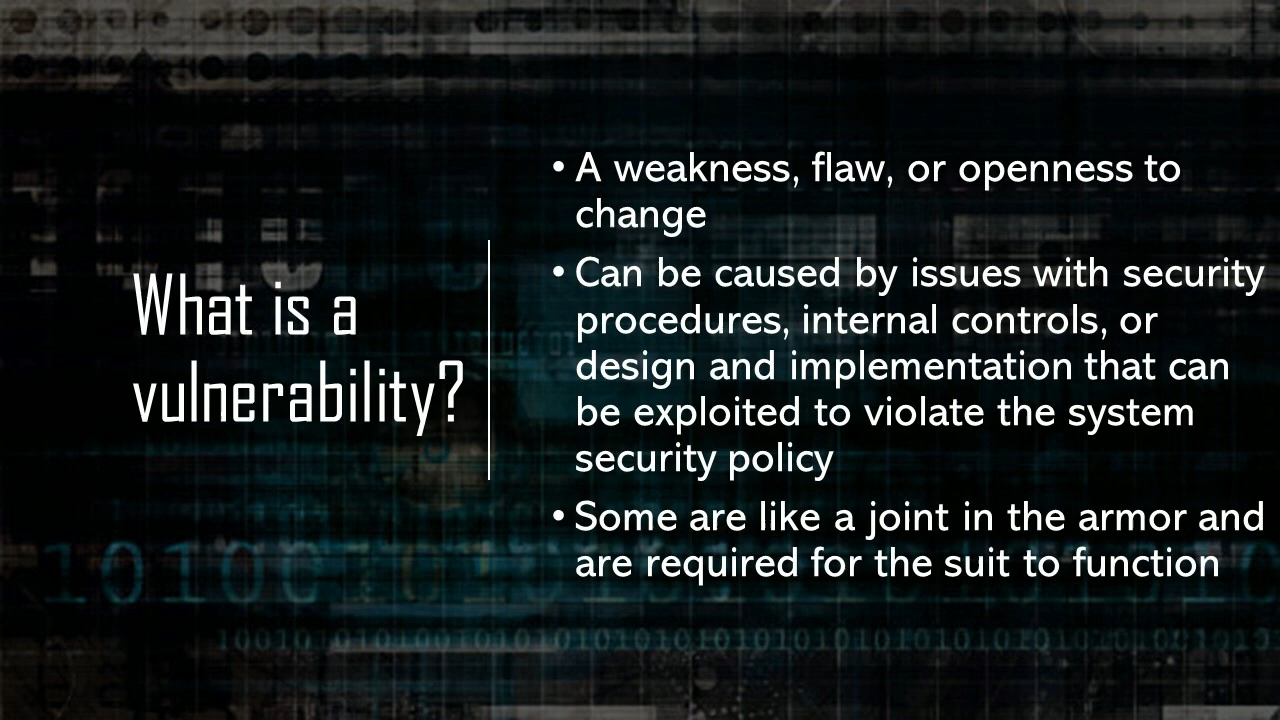 What is a
vulnerability?
• A weakness, flaw, or openness to
change
• Can be caused by issues with security
procedures, internal controls, or
design and implementation that can
be exploited to violate the system
security policy
• Some are like a joint in the armor and
are required for the suit to function